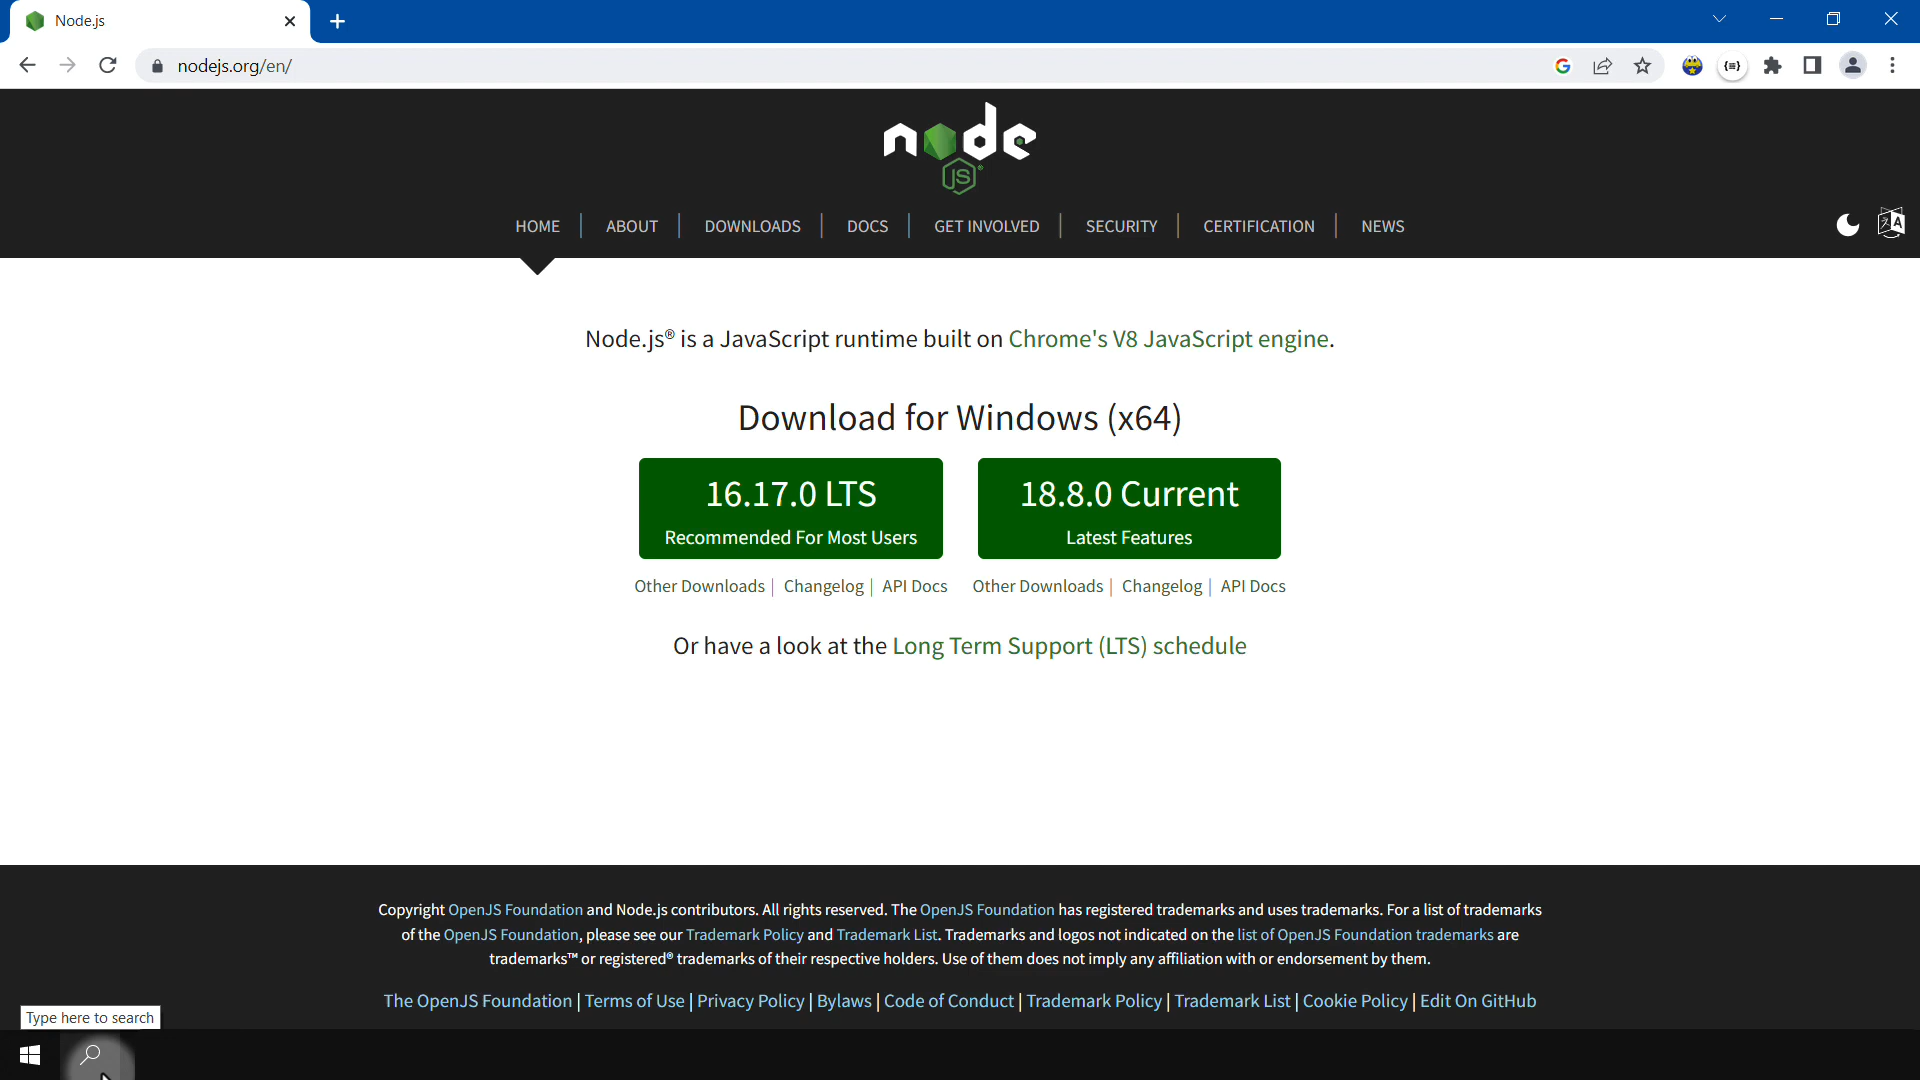 Node.js
nodejs.org/en/
node
JS
HOME
ABOUT
DOWNLOADS
DOCS
GET INVOLVED
SECURITY
CERTIFICATION
NEWS
Node.js® is a JavaScript runtime built on Chrome's V8 JavaScript engine.
Download for Windows (x64)
16.17.0 LTS
Recommended For Most Users
18.8.0 Current
Latest Features
Other Downloads | Changelog | API Docs
Other Downloads | Changelog | API Docs
Or have a look at the Long Term Support (LTS) schedule
Copyright OpenJS Foundation and Node.js contributors. All rights reserved. The OpenJS Foundation has registered trademarks and uses trademarks. For a list of trademarks
of the OpenJS Foundation, please see our Trademark Policy and Trademark List. Trademarks and logos not indicated on the list of OpenJS Foundation trademarks are
trademarks™ or registered® trademarks of their respective holders. Use of them does not imply any affiliation with or endorsement by them.
The OpenJS Foundation | Terms of Use | Privacy Policy | Bylaws | Code of Conduct | Trademark Policy | Trademark List | Cookie Policy | Edit On GitHub
Type here to search